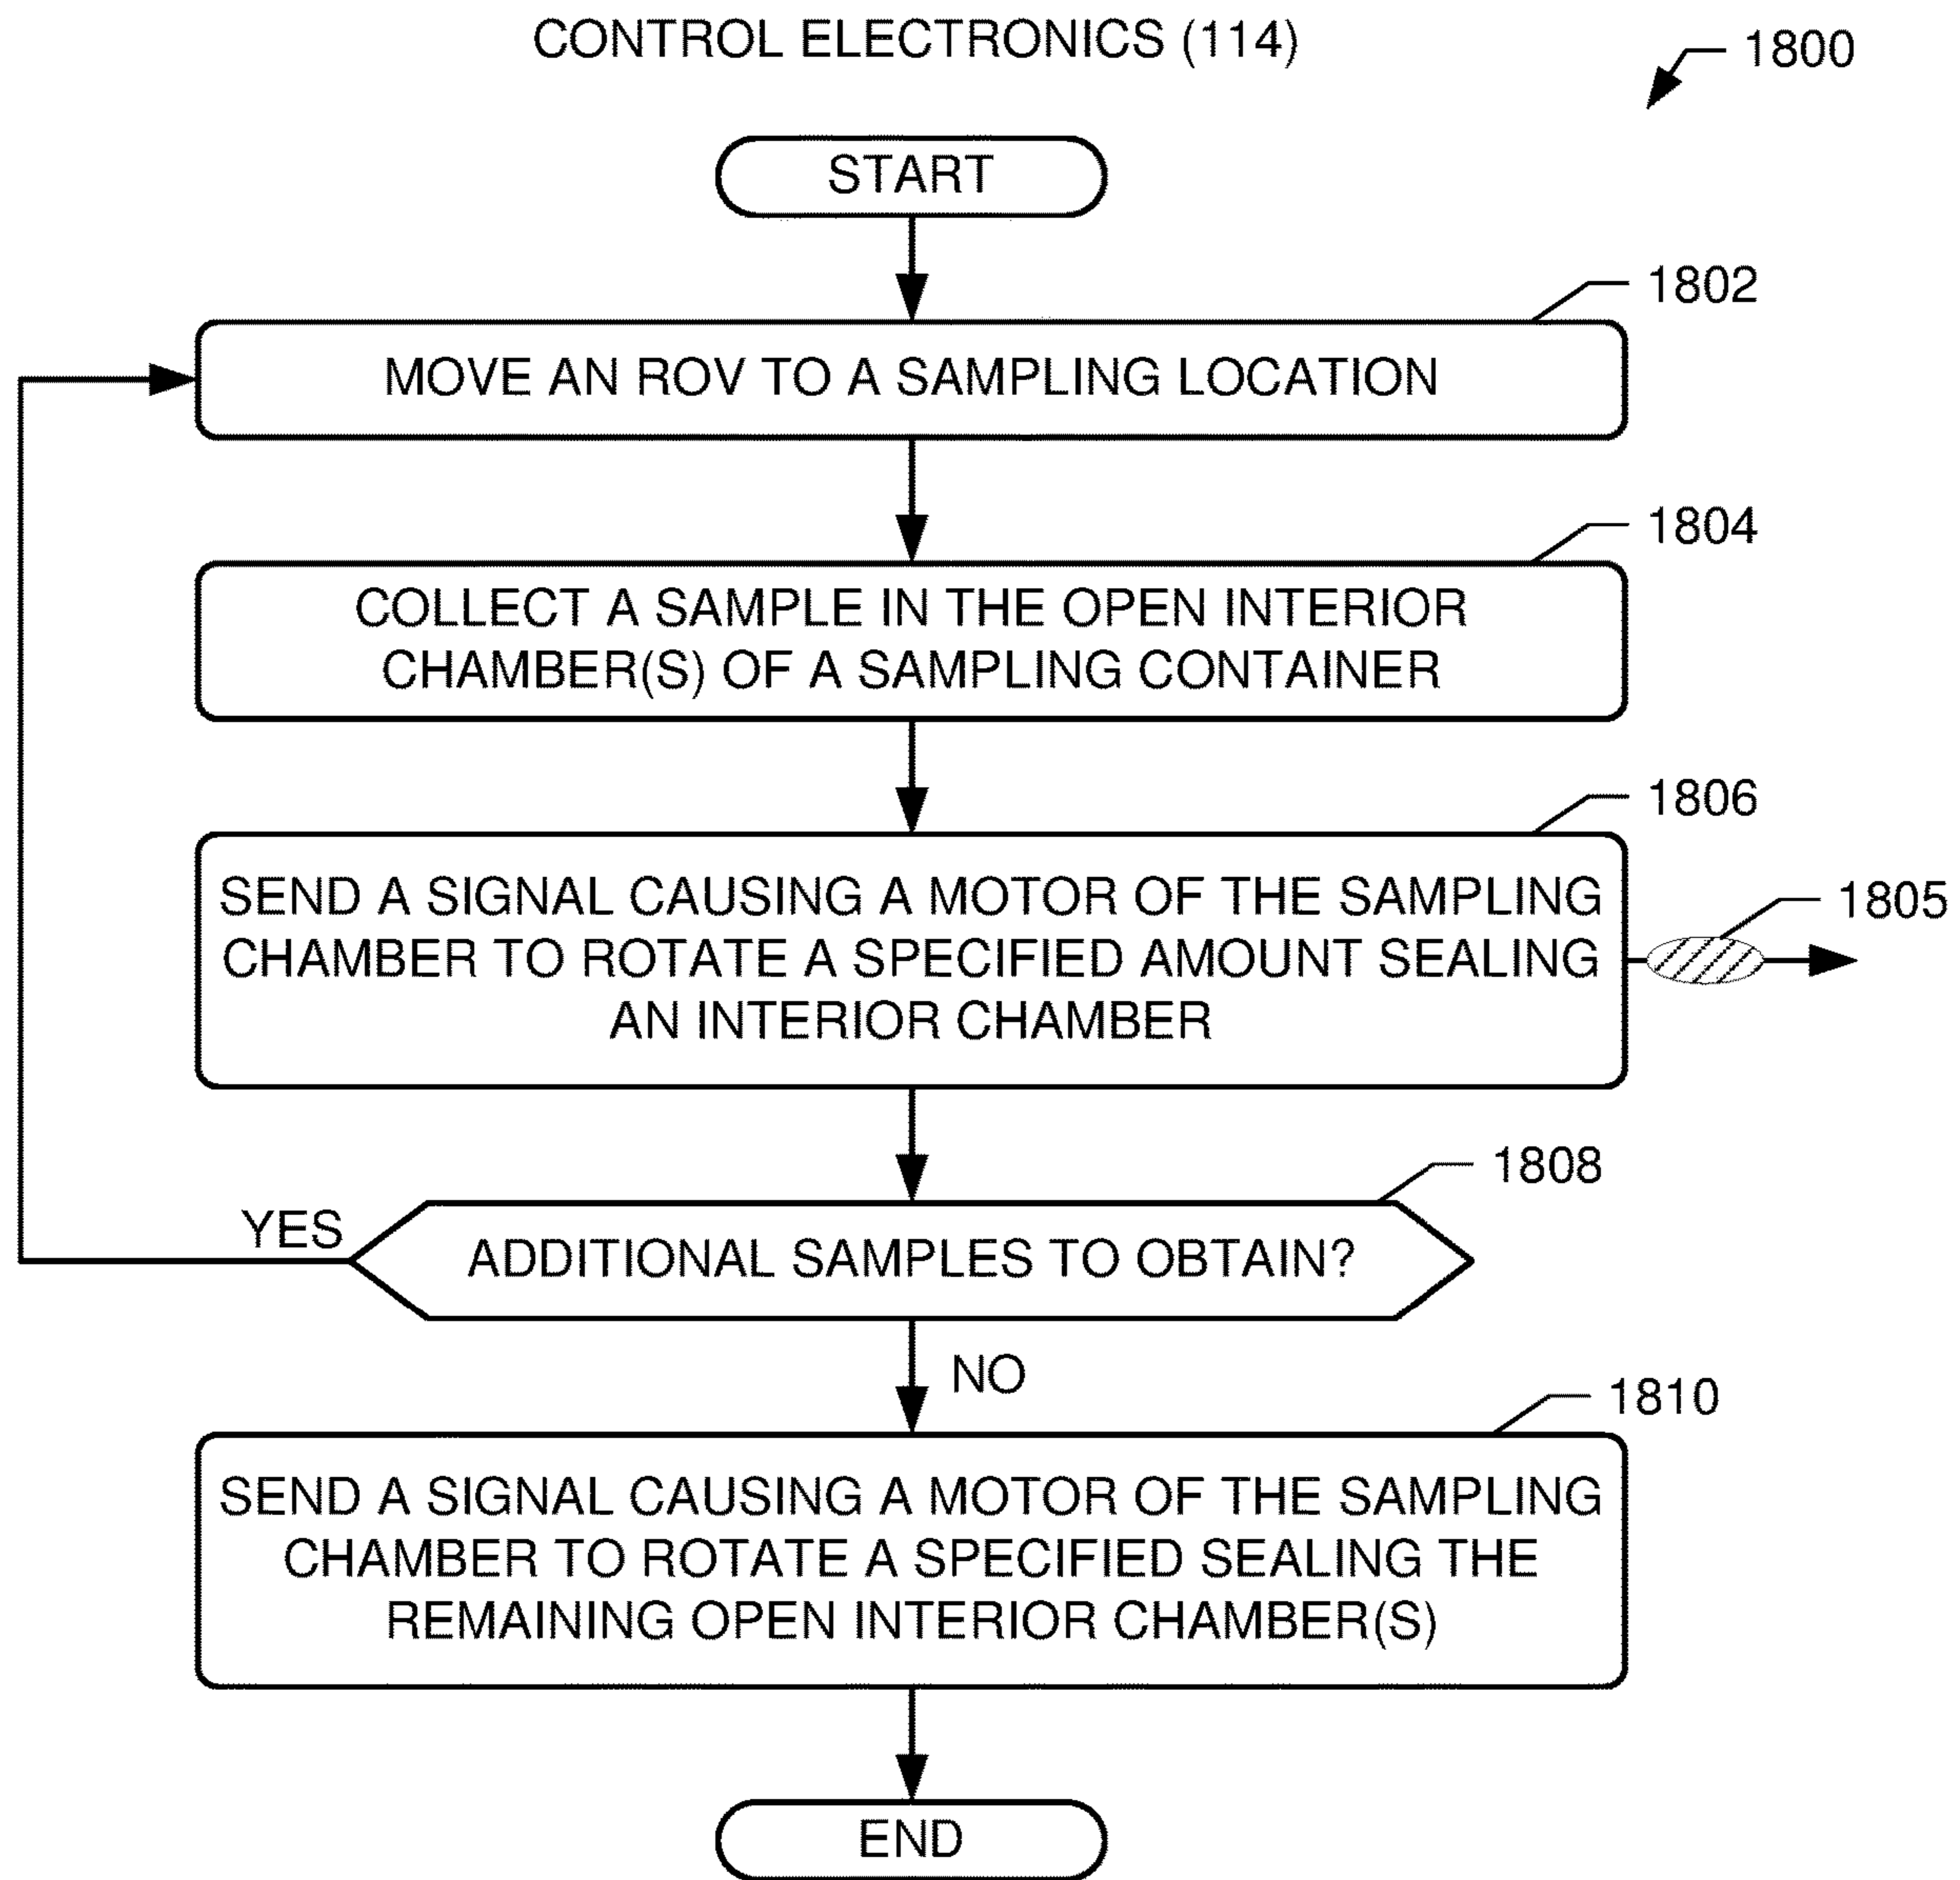 CONTROL ELECTRONICS (114)
1800
START
1802
MOVE AN ROV TO A SAMPLING LOCATION
1804
COLLECT A SAMPLE IN THE OPEN INTERIOR
CHAMBER(S) OF A SAMPLING CONTAINER
1806
SEND A SIGNAL CAUSING A MOTOR OF THE SAMPLING
CHAMBER TO ROTATE A SPECIFIED AMOUNT SEALING
AN INTERIOR CHAMBER
1805
1808
YES
ADDITIONAL SAMPLES TO OBTAIN?
NO
1810
SEND A SIGNAL CAUSING A MOTOR OF THE SAMPLING
CHAMBER TO ROTATE A SPECIFIED SEALING THE
REMAINING OPEN INTERIOR CHAMBER(S)
END